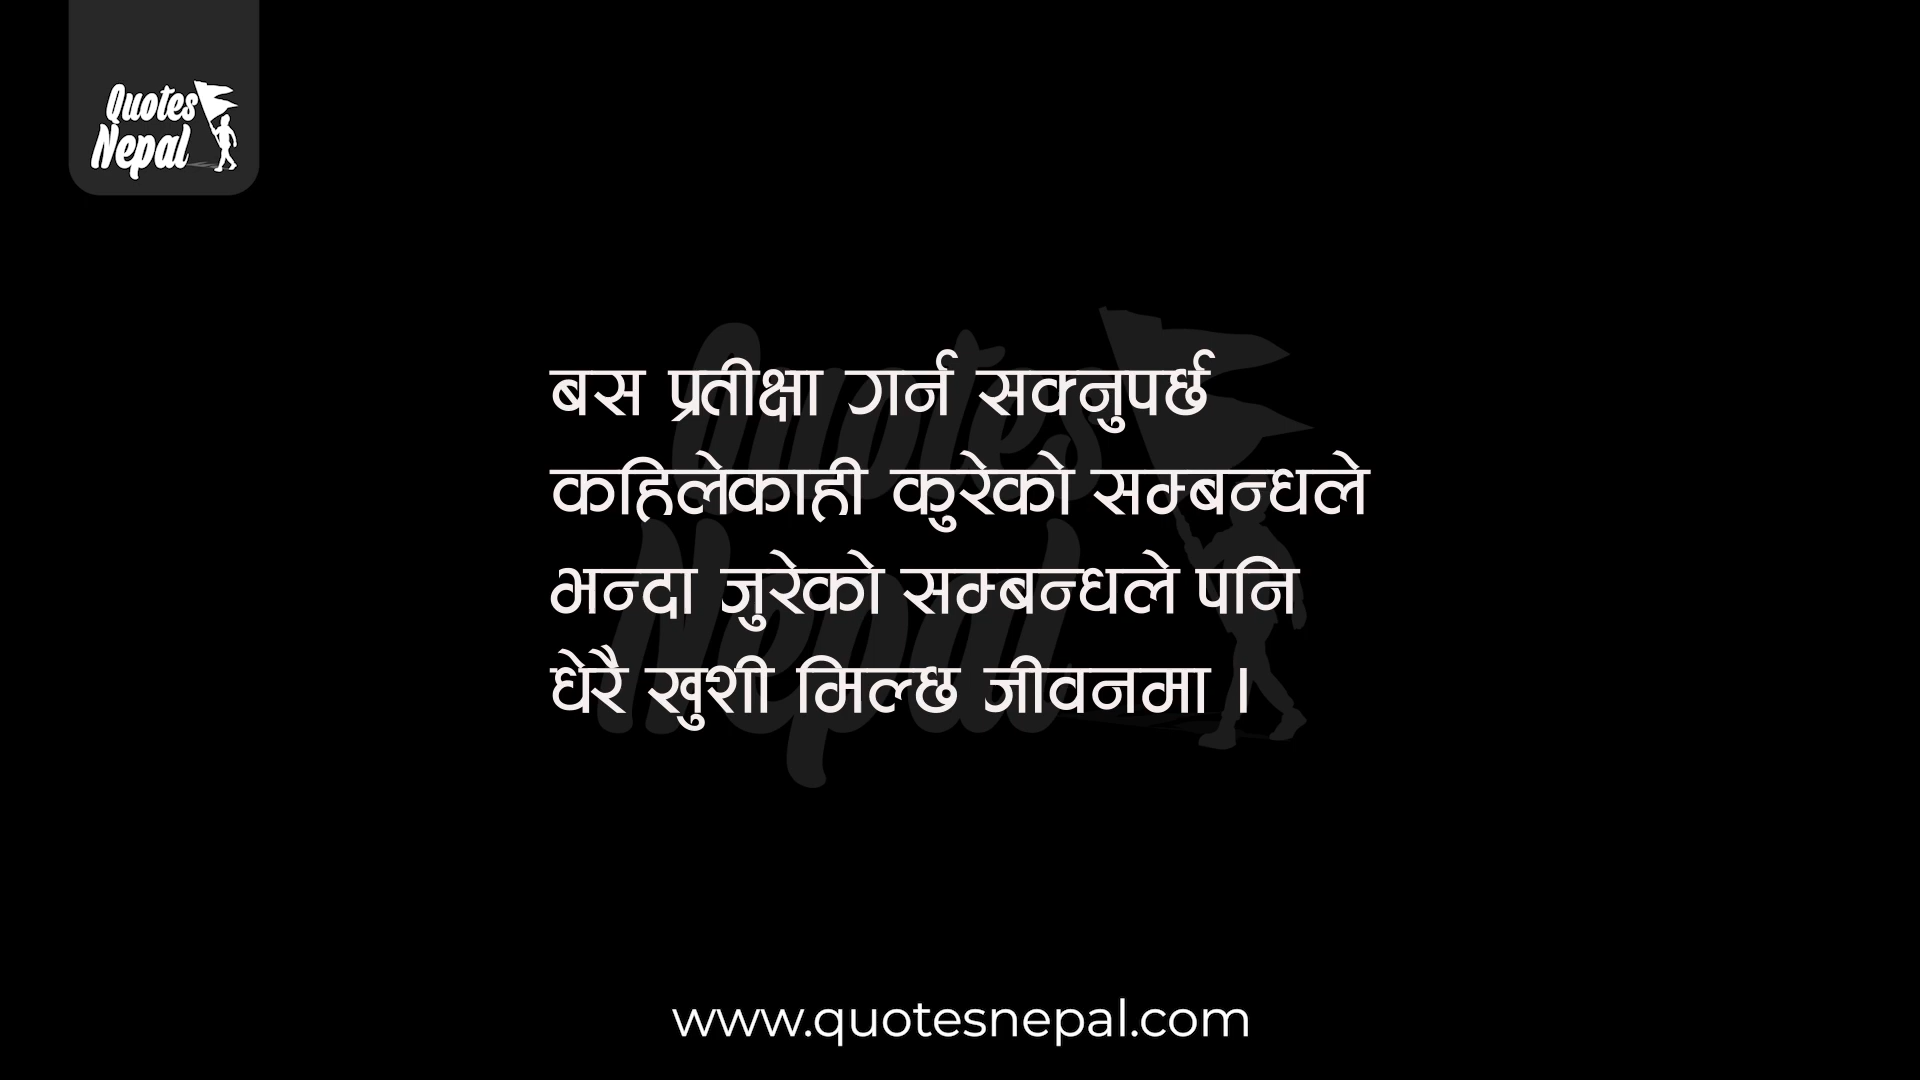 Quotes
Nepal
बस प्रतीक्षा गर्न सक्नुपर्छ
कहिलेकाही कुरेको सम्बन्धले
भन्दा जुरेको सम्बन्धले पनि
धेरै खुशी मिल्छ जीवनमा ।
www.quotesnepal.com